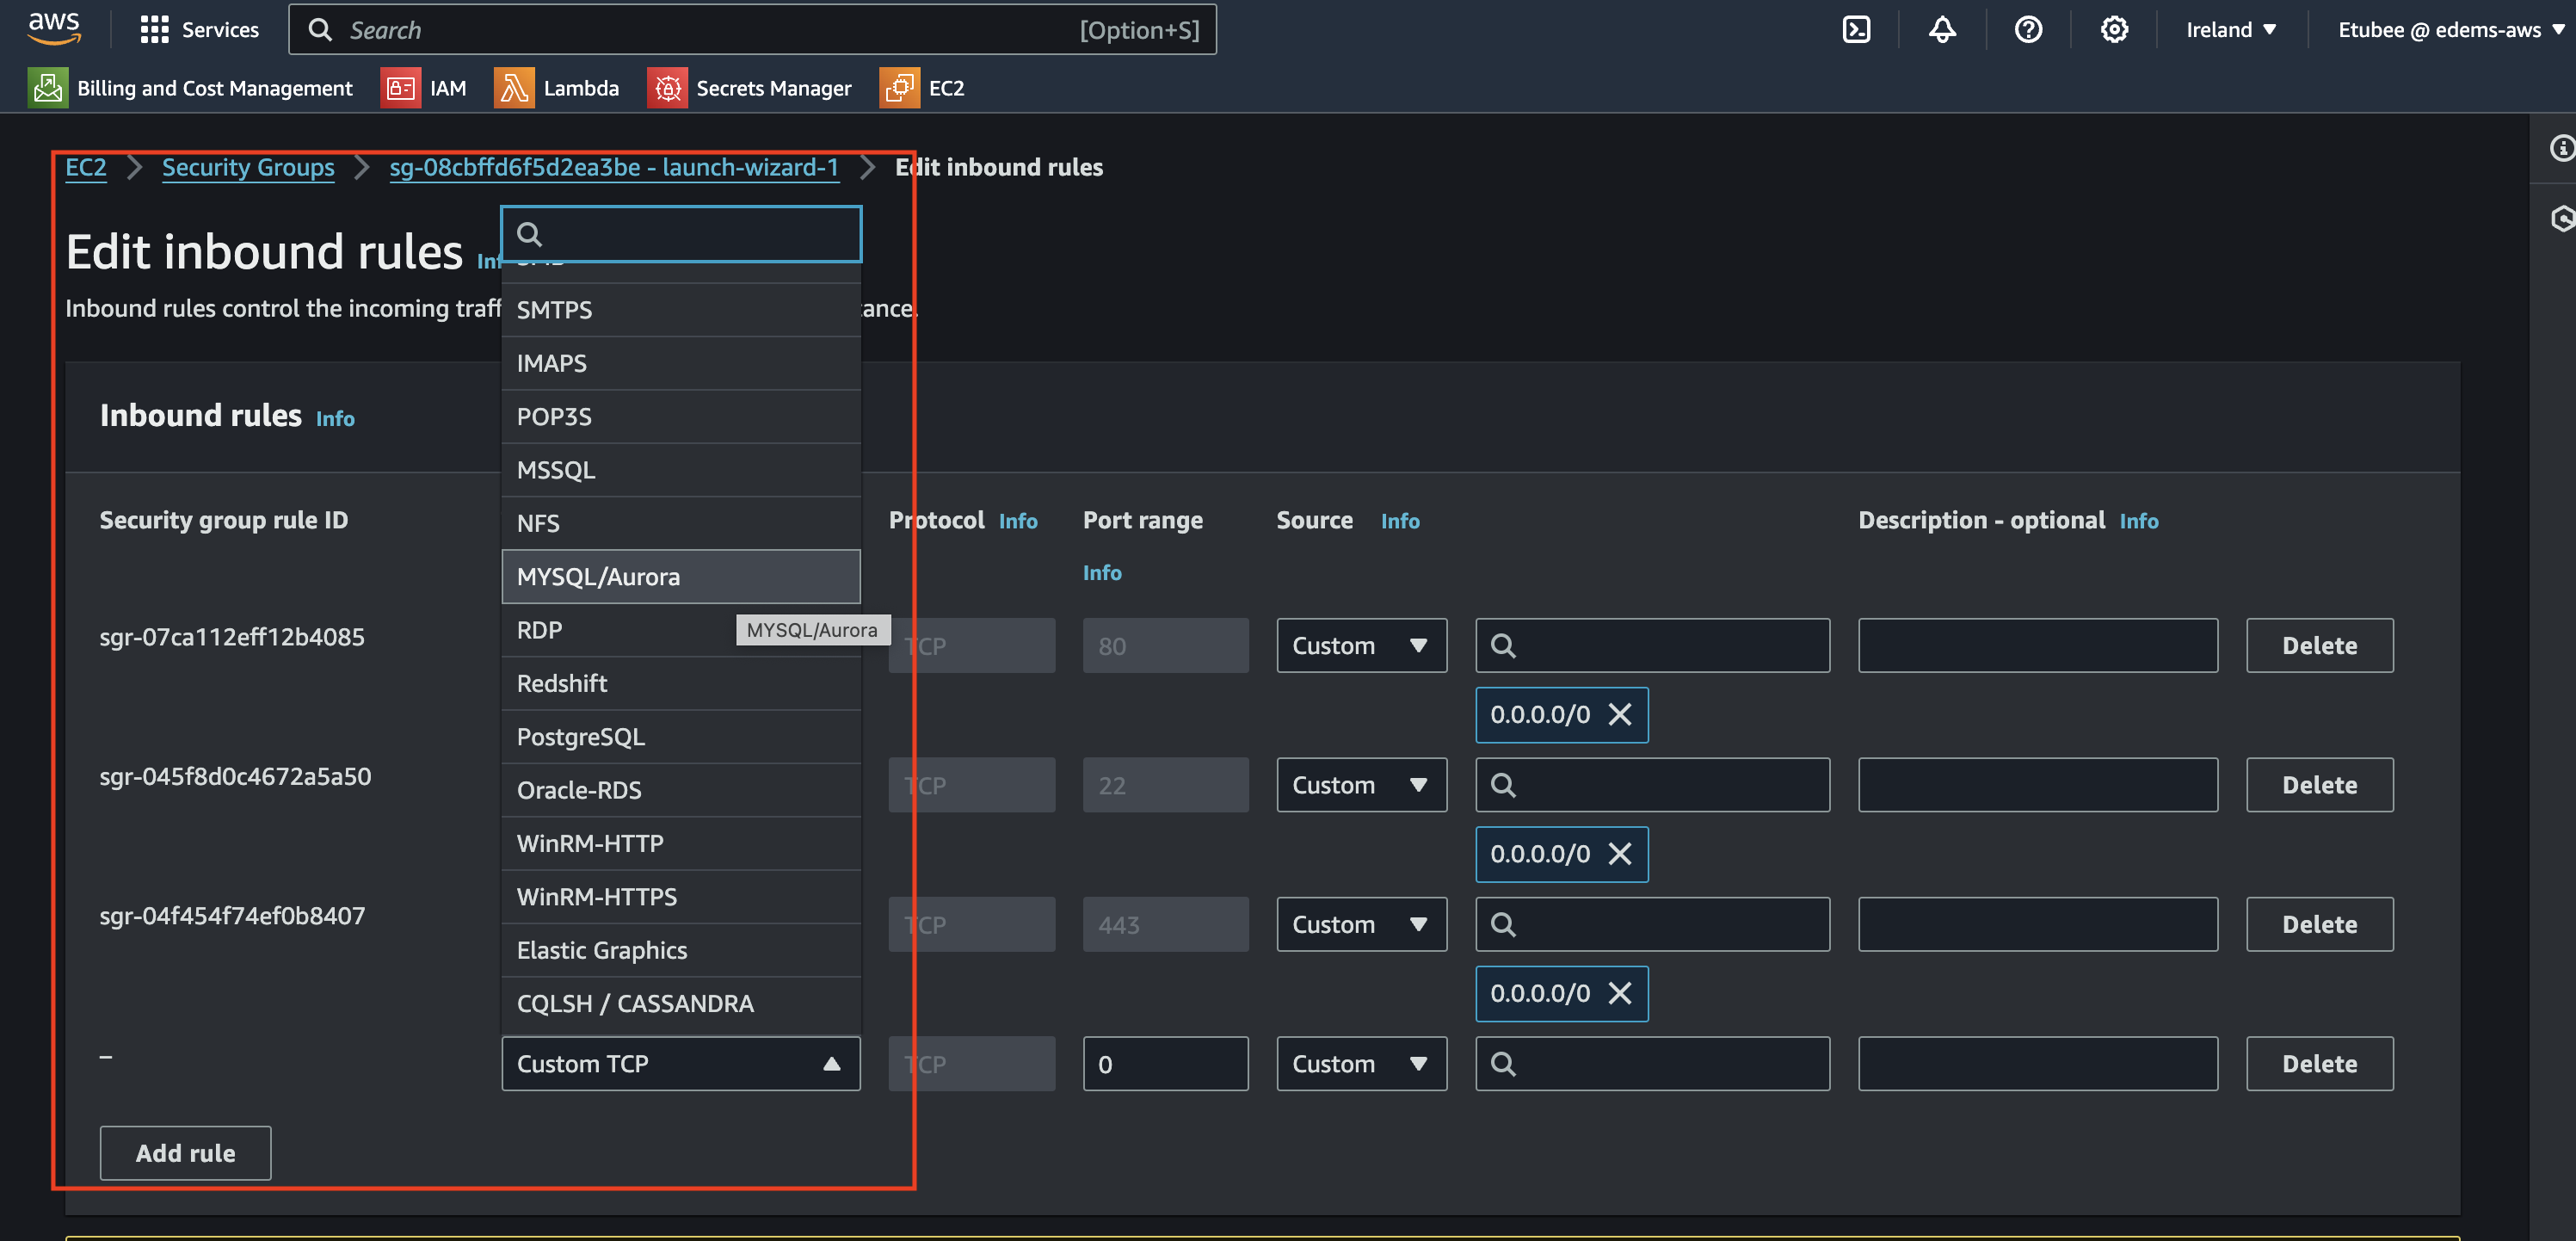 aws
Services
Search
[Option+S]
Ireland
Etubee @ edems-aws
Billing and Cost Management
IAM
Lambda
Secrets Manager
EC2
EC2
Security Groups
sg-08cbffd6f5d2ea3be - launch-wizard-1
Edit inbound rules
Edit inbound rules
Inf
Inbound rules control the incoming traff
tance.
SMTPS
IMAPS
POP3S
MSSQL
NFS
MYSQL/Aurora
RDP
MYSQL/Aurora
Redshift
PostgreSQL
Oracle-RDS
WinRM-HTTP
WinRM-HTTPS
Elastic Graphics
CQLSH / CASSANDRA
Custom TCP
Inbound rules Info
Security group rule ID
Protocol Info
Port range
Info
Source Info
Description - optional Info
sgr-07ca112eff12b4085
TCP
80
Custom
0.0.0.0/0
Delete
sgr-045f8d0c4672a5a50
TCP
22
Custom
0.0.0.0/0
Delete
sgr-04f454f74ef0b8407
TCP
443
Custom
0.0.0.0/0
Delete
–
TCP
0
Custom
Delete
Add rule